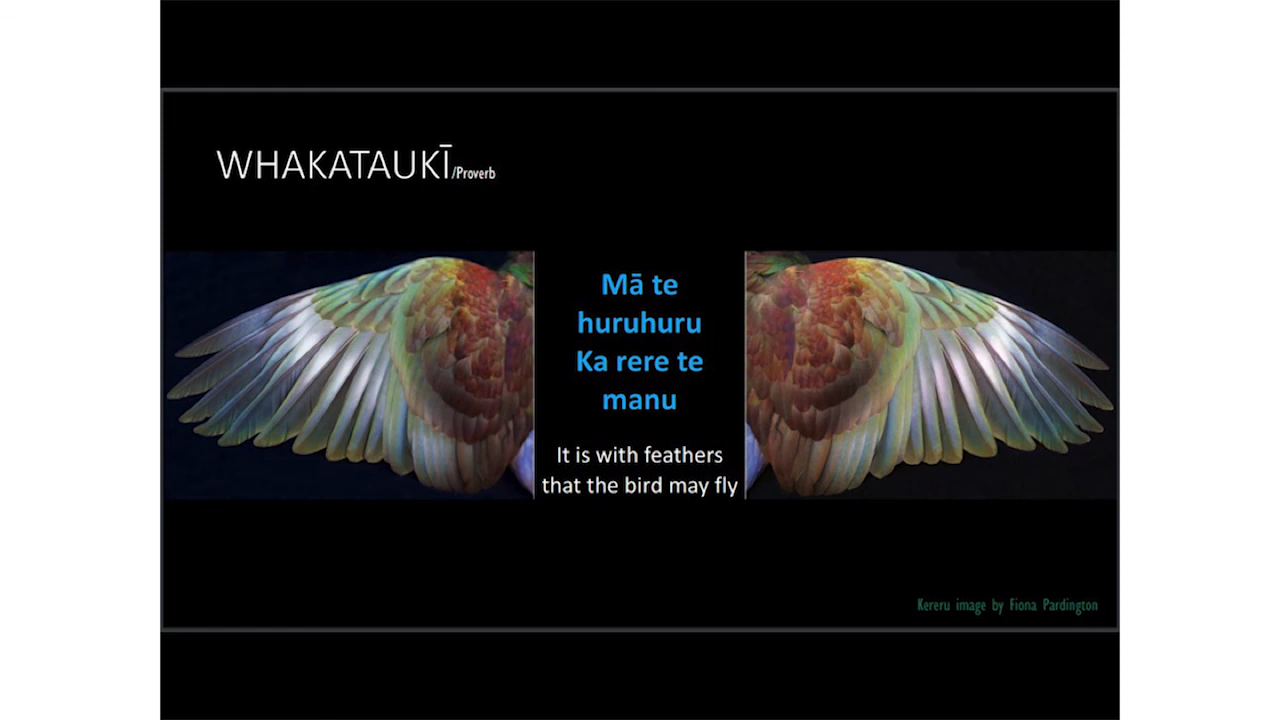 WHAKATAUKĪ/Proverb
Mā te
huruhuru
Ka rere te
manu
It is with feathers
that the bird may fly
Kereru image by Fiona Pardington